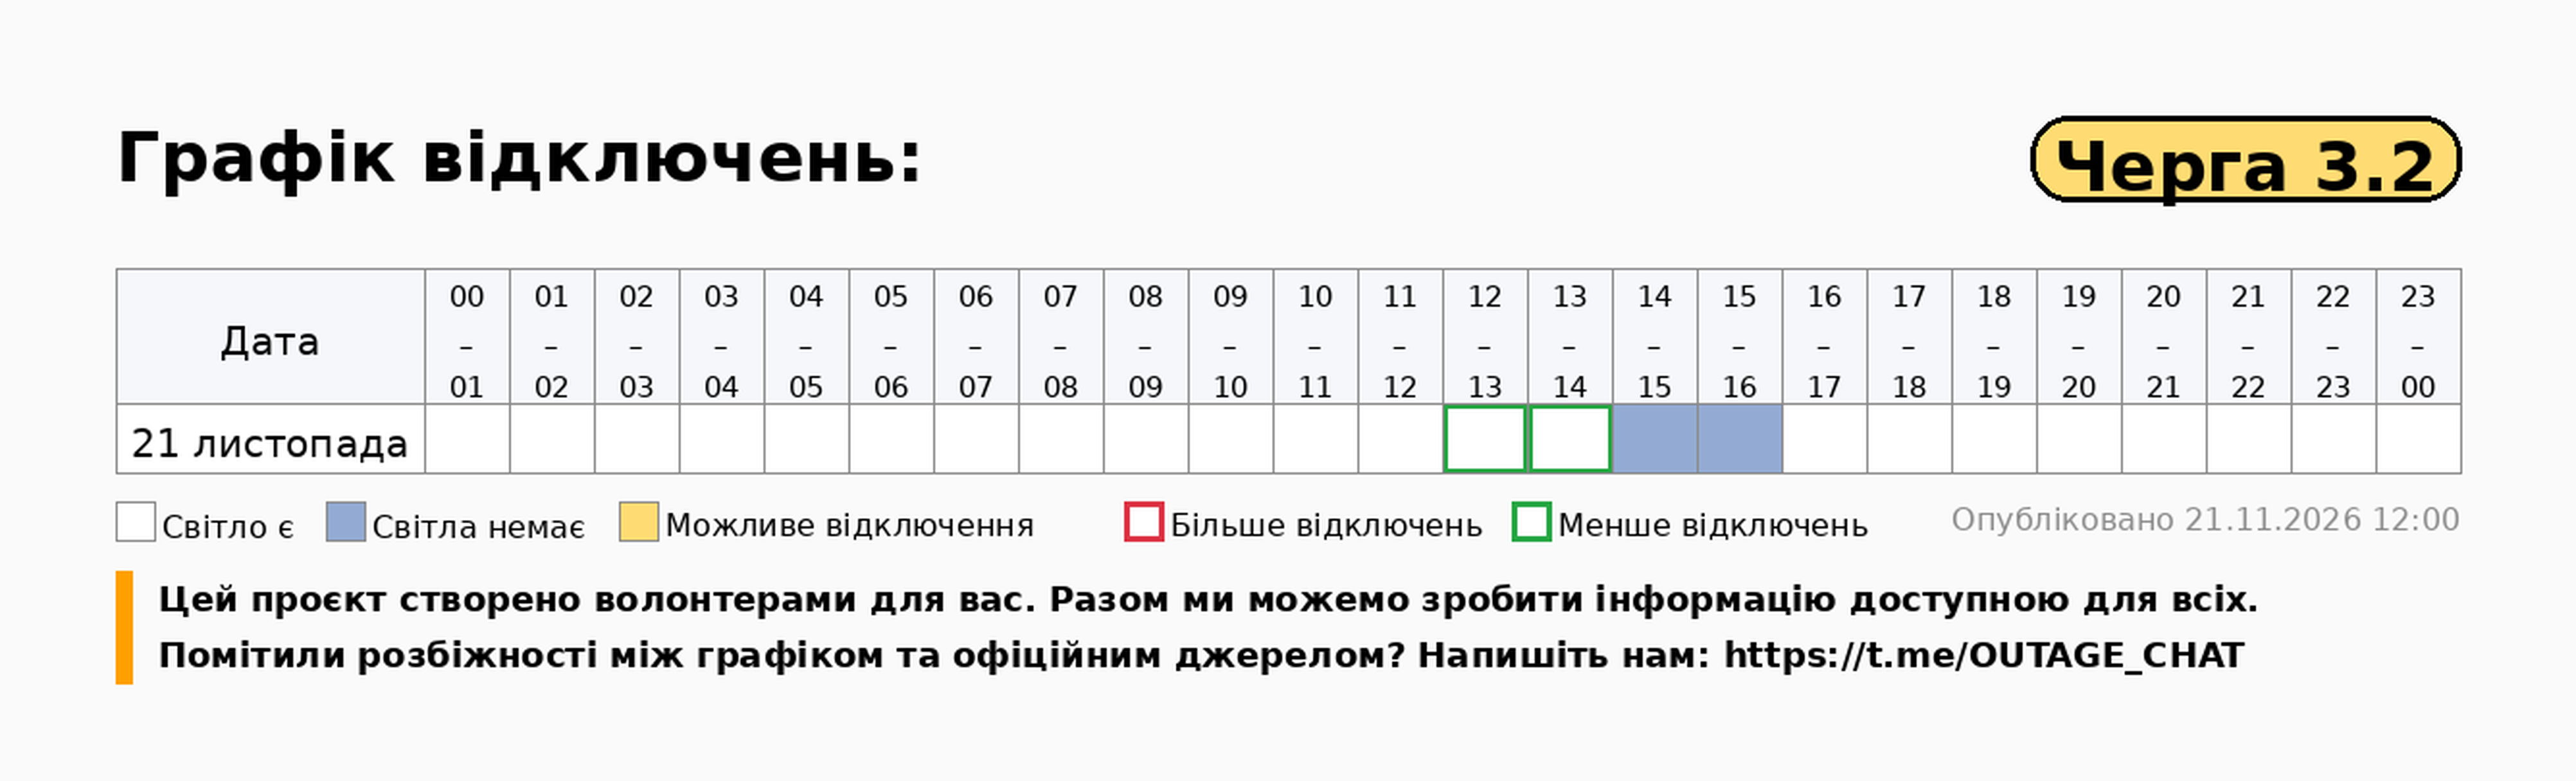 Графік відключень:
Черга 3.2
Дата 00 – 01 01 – 02 02 – 03 03 – 04 04 – 05 05 – 06 06 – 07 07 – 08 08 – 09 09 – 10 10 – 11 11 – 12 12 – 13 13 – 14 14 – 15 15 – 16 16 – 17 17 – 18 18 – 19 19 – 20 20 – 21 21 – 22 22 – 23 23 – 00
21 листопада
Світло є Світла немає Можливе відключення Більше відключень Менше відключень Опубліковано 21.11.2026 12:00
Цей проєкт створено волонтерами для вас. Разом ми можемо зробити інформацію доступною для всіх.
Помітили розбіжності між графіком та офіційним джерелом? Напишіть нам: https://t.me/OUTAGE_CHAT